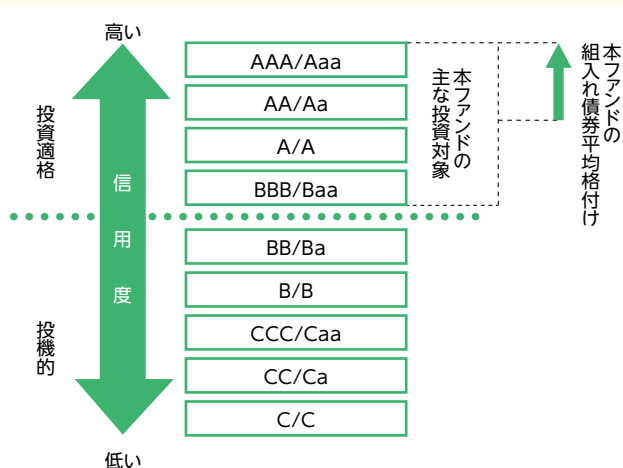 高い
AAA/Aaa
AA/Aa
A/A
BBB/Baa
BB/Ba
B/B
CCC/Caa
CC/Ca
C/C
低い
投資適格
投機的
信用度
本ファンドの
主な投資対象
本ファンドの
組入れ債券平均格付け